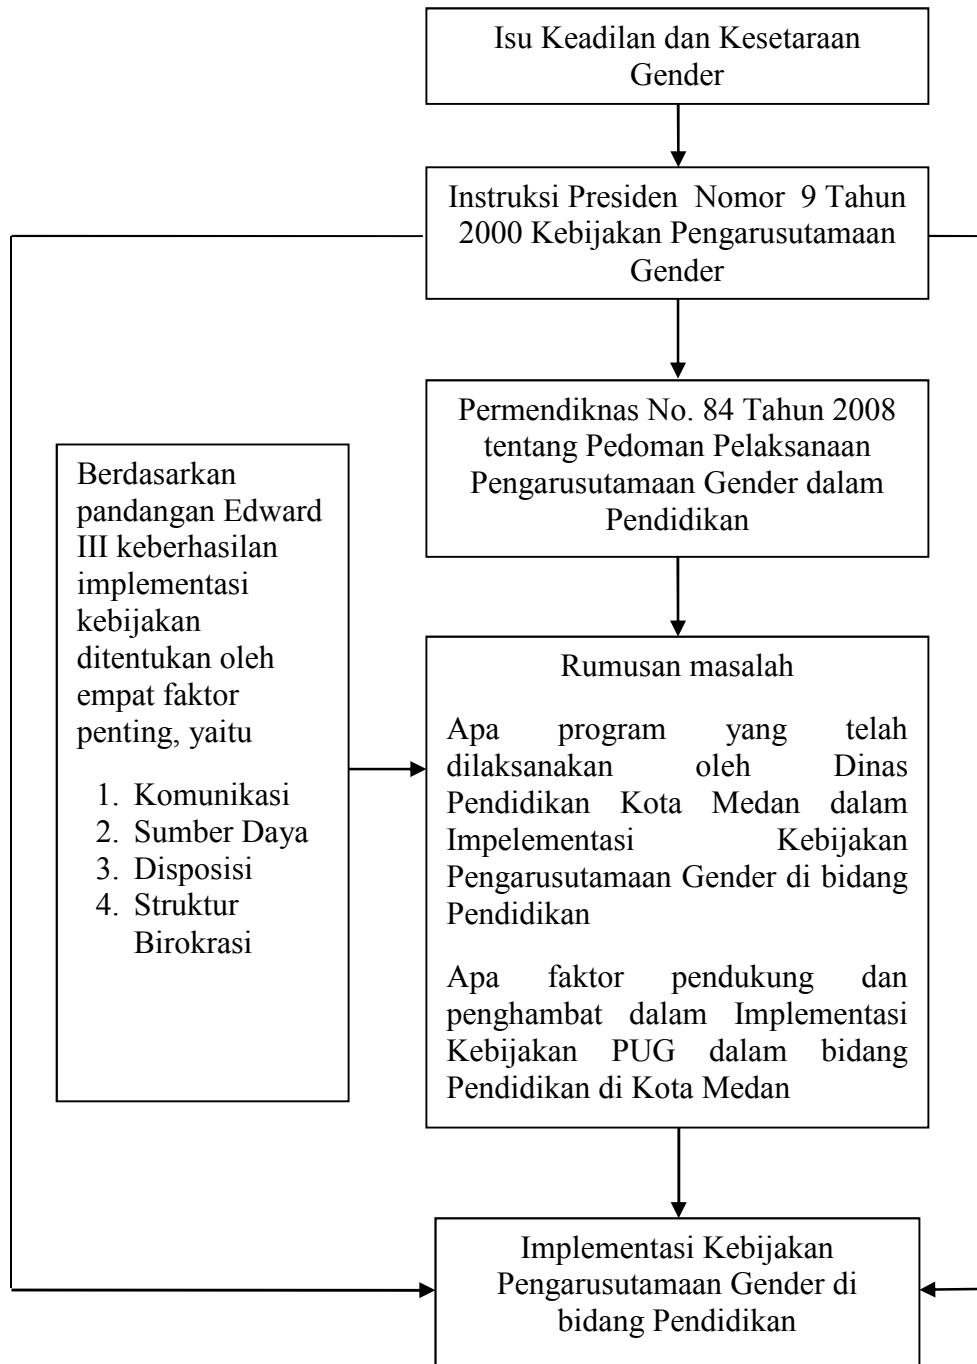 Isu Keadilan dan Kesetaraan
Gender
Instruksi Presiden Nomor 9 Tahun
2000 Kebijakan Pengarusutamaan
Gender
Permendiknas No. 84 Tahun 2008
tentang Pedoman Pelaksanaan
Pengarusutamaan Gender dalam
Pendidikan
Berdasarkan
pandangan Edward
III keberhasilan
implementasi
kebijakan
ditentukan oleh
empat faktor
penting, yaitu
1. Komunikasi
2. Sumber Daya
3. Disposisi
4. Struktur
Birokrasi
Rumusan masalah
Apa program yang telah
dilaksanakan oleh Dinas
Pendidikan Kota Medan dalam
Impelementasi Kebijakan
Pengarusutamaan Gender di bidang
Pendidikan
Apa faktor pendukung dan
penghambat dalam Implementasi
Kebijakan PUG dalam bidang
Pendidikan di Kota Medan
Implementasi Kebijakan
Pengarusutamaan Gender di
bidang Pendidikan